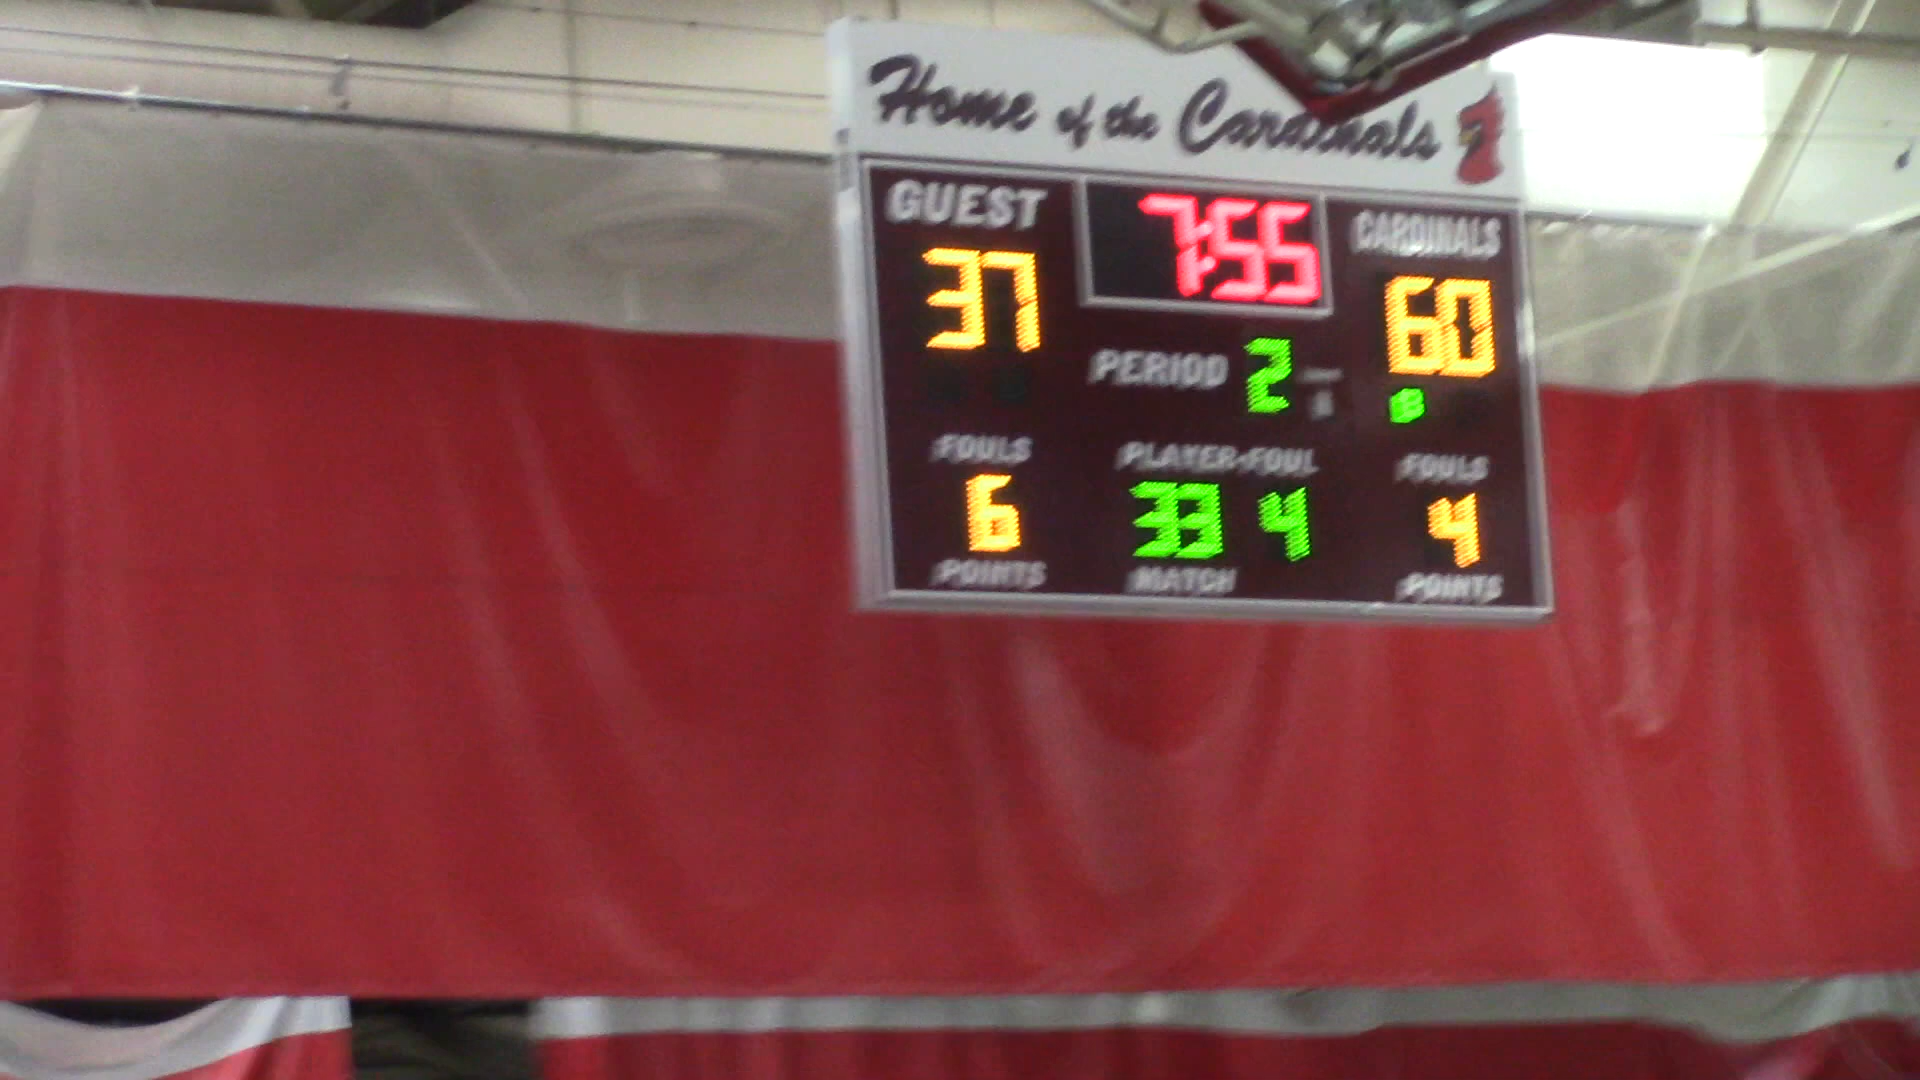 Home of the Cardinals
GUEST 7:55 CARDINALS
37 60
PERIOD 2
B
FOULS PLAYER-FOUL FOULS
6 33 4 4
POINTS MATCH POINTS